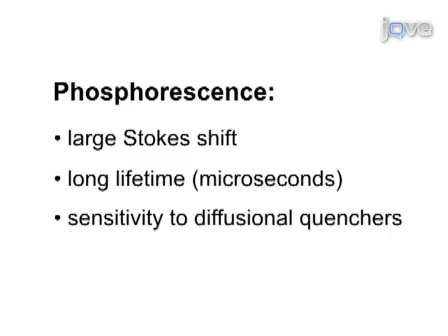 jove
Phosphorescence:
• large Stokes shift
• long lifetime (microseconds)
• sensitivity to diffusional quenchers